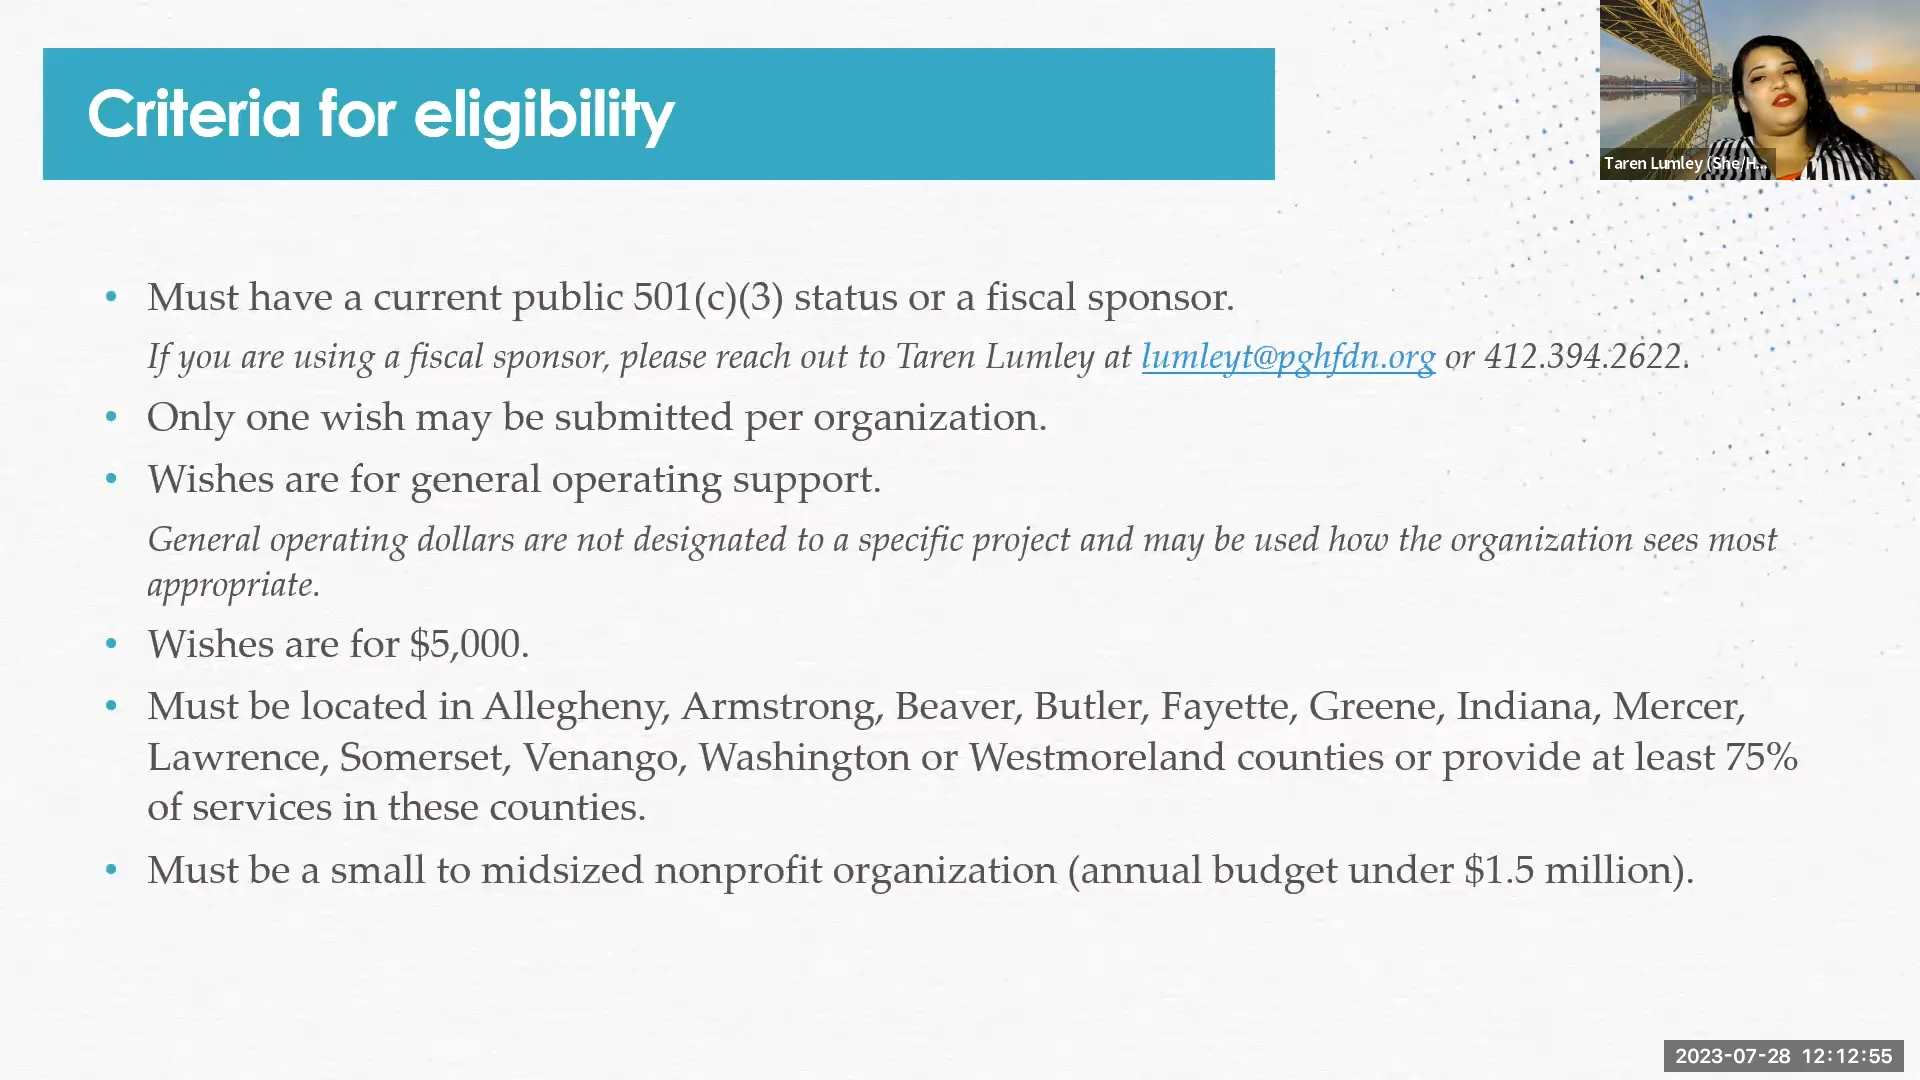 Criteria for eligibility
Taren Lumley (She/H...
• Must have a current public 501(c)(3) status or a fiscal sponsor.
If you are using a fiscal sponsor, please reach out to Taren Lumley at lumleyt@pghfdn.org or 412.394.2622.
• Only one wish may be submitted per organization.
• Wishes are for general operating support.
General operating dollars are not designated to a specific project and may be used how the organization sees most
appropriate.
• Wishes are for $5,000.
• Must be located in Allegheny, Armstrong, Beaver, Butler, Fayette, Greene, Indiana, Mercer,
Lawrence, Somerset, Venango, Washington or Westmoreland counties or provide at least 75%
of services in these counties.
• Must be a small to midsized nonprofit organization (annual budget under $1.5 million).
2023-07-28 12:12:55